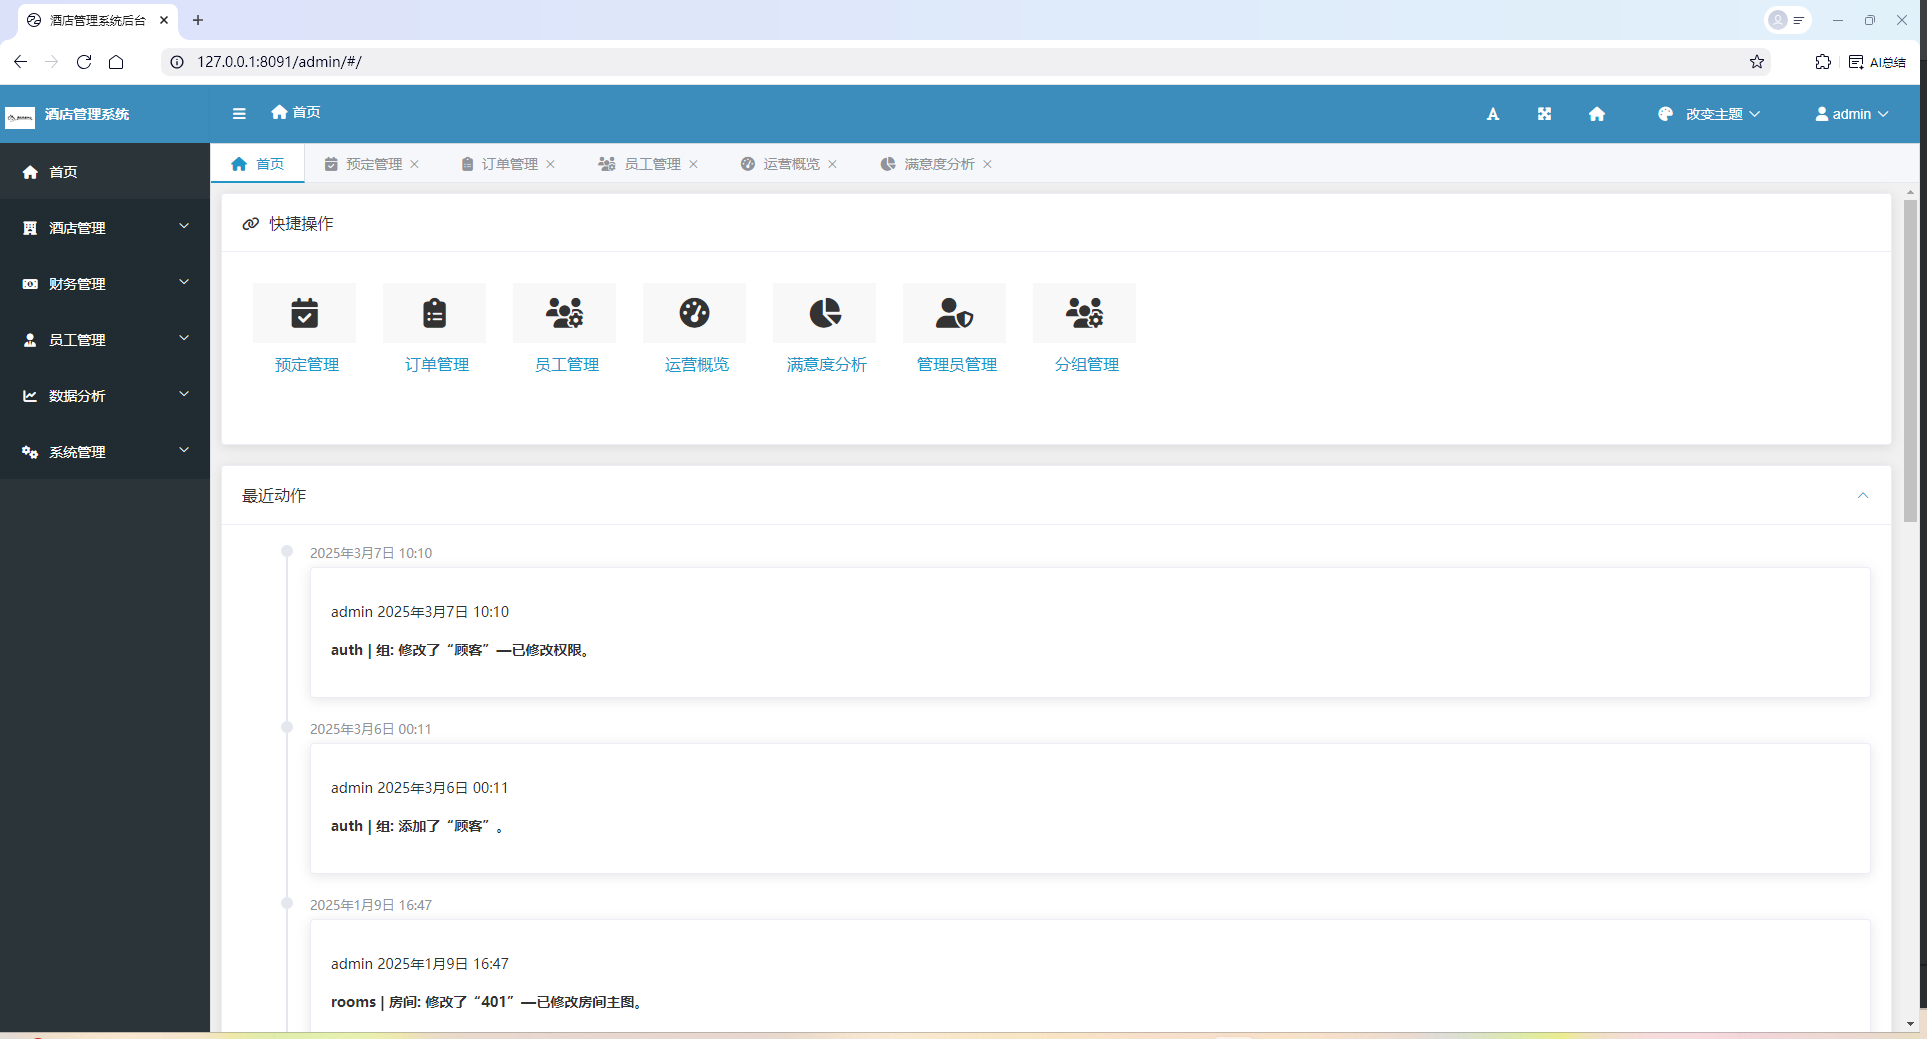 酒店管理系统后台
127.0.0.1:8091/admin/#/
AI总结
酒店管理系统
首页
改变主题
admin
首页
酒店管理
财务管理
员工管理
数据分析
系统管理
首页
预定管理
订单管理
员工管理
运营概览
满意度分析
快捷操作
预定管理
订单管理
员工管理
运营概览
满意度分析
管理员管理
分组管理
最近动作
2025年3月7日 10:10
admin 2025年3月7日 10:10
auth | 组: 修改了“顾客”—已修改权限。
2025年3月6日 00:11
admin 2025年3月6日 00:11
auth | 组: 添加了“顾客”。
2025年1月9日 16:47
admin 2025年1月9日 16:47
rooms | 房间: 修改了“401”—已修改房间主图。